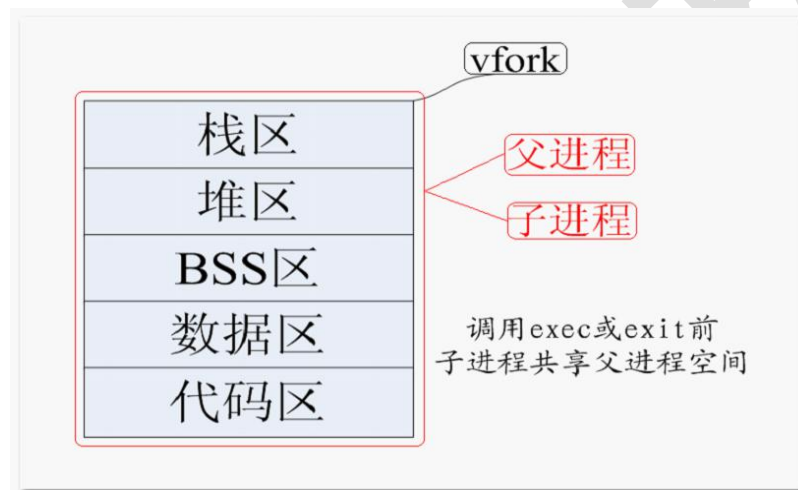 vfork
栈区
父进程
堆区
子进程
BSS区
数据区
调用exec或exit前
子进程共享父进程空间
代码区